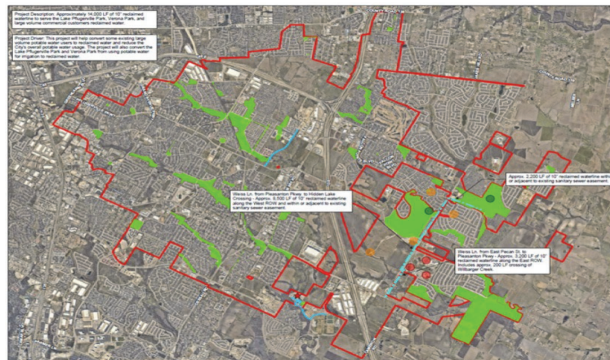 Project Description: Approximately 14,000 LF of 10" reclaimed
waterline to serve the Lake Pflugerville Park, Verona Park, and
large volume commercial customers reclaimed water.
Project Driver: This project will help convert some existing large
volume potable water users to reclaimed water and reduce the
City's overall potable water usage. The project will also convert the
Lake Pflugerville Park and Verona Park from using potable water
for irrigation to reclaimed water.
Approx. 2,200 LF of 10" reclaimed waterline within
or adjacent to existing sanitary sewer easement.
Weiss Ln. from Pleasanton Pkwy. to Hidden Lake
Crossing - Approx. 8,500 LF of 10" reclaimed waterline
along the West ROW and within or adjacent to existing
sanitary sewer easement.
Weiss Ln. from East Pecan St. to
Pleasanton Pkwy - Approx. 3,200 LF of 10"
reclaimed waterline along the East ROW.
Includes approx. 200 LF crossing of
Wilbarger Creek.